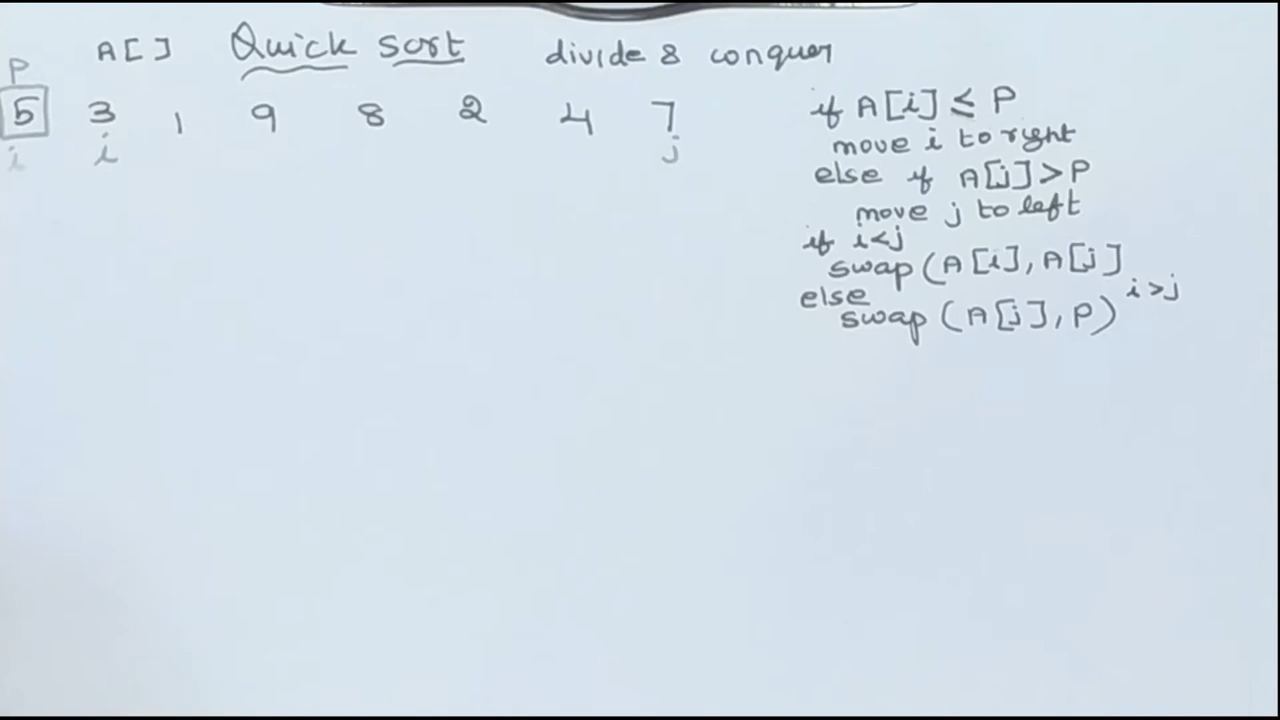 A[] Quick sort divide & conquer
P
5 3 1 9 8 2 4 7
i i j
if A[i] ≤ P
move i to right
else if A[j] > P
move j to left
if i<j
swap (A[i], A[j]
else
swap (A[j], P) i>j